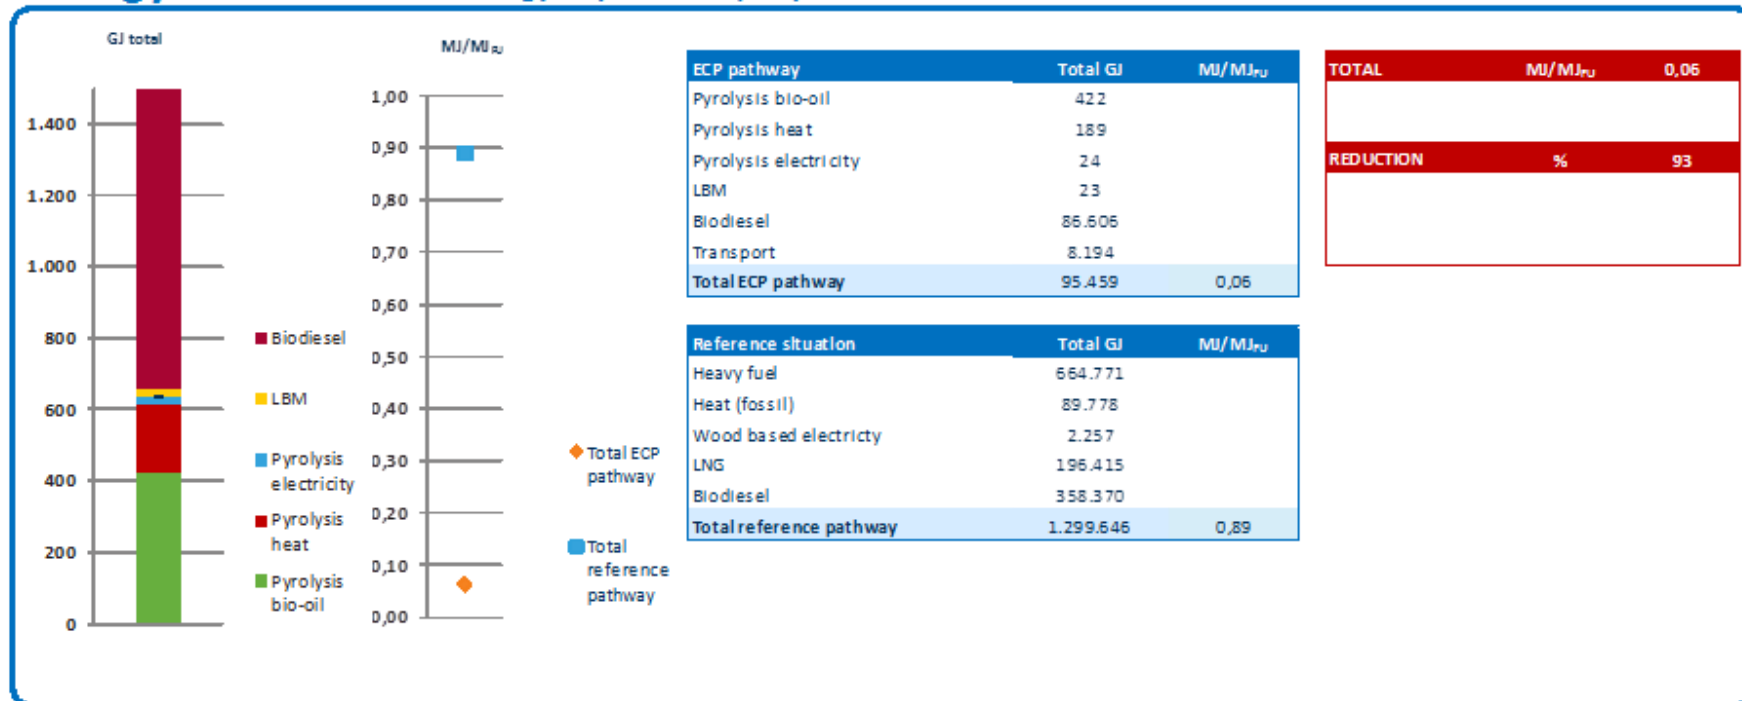 GJ total
1.400
1.200
1.000
800
600
400
200
0
Biodiesel
LBM
Pyrolysis
electricity
Pyrolysis
heat
Pyrolysis
bio-oil
MJ/MJFU
1,00
0,90
0,80
0,70
0,60
0,50
0,40
0,30
0,20
0,10
0,00
Total ECP
pathway
Total
reference
pathway
ECP pathway Total GJ MJ/MJFU
Pyrolysis bio-oil 422
Pyrolysis heat 189
Pyrolysis electricity 24
LBM 23
Biodiesel 86.606
Transport 8.194
Total ECP pathway 95.459 0,06
Reference situation Total GJ MJ/MJFU
Heavy fuel 664.771
Heat (fossil) 89.778
Wood based electricty 2.257
LNG 196.415
Biodiesel 358.370
Total reference pathway 1.299.646 0,89
TOTAL MJ/MJFU 0,06
REDUCTION % 93